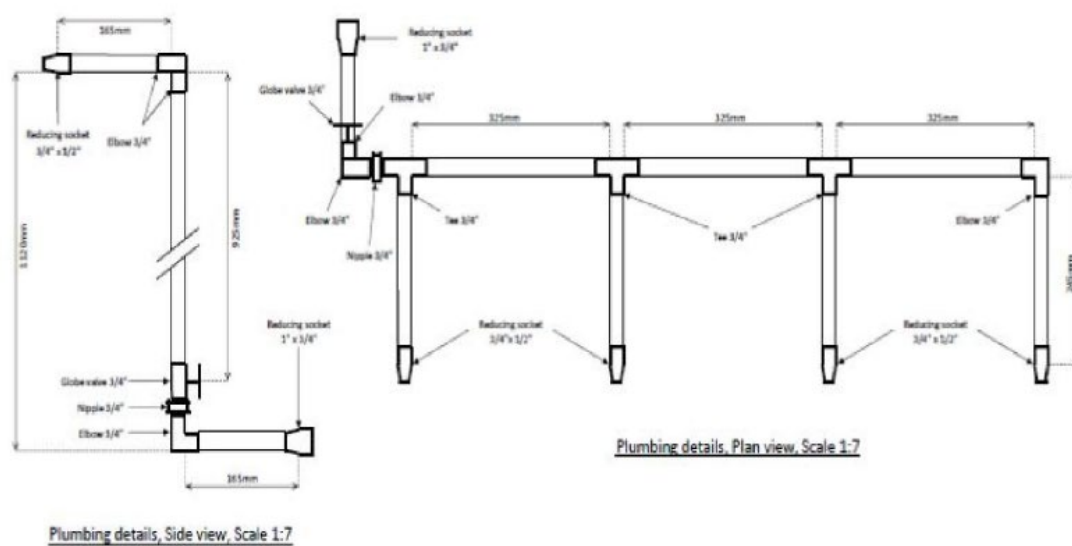 165mm
Reducing socket
3/4" x 1/2"
Elbow 3/4"
1120mm
925mm
Globe valve 3/4"
Nipple 3/4"
Elbow 3/4"
Reducing socket
1" x 3/4"
165mm
Plumbing details, Side view, Scale 1:7
Reducing socket
1" x 3/4"
Globe valve 3/4"
Elbow 3/4"
325mm
325mm
325mm
Elbow 3/4"
Nipple 3/4"
Tee 3/4"
Tee 3/4"
Elbow 3/4"
Reducing socket
3/4"x 1/2"
Reducing socket
3/4"x 1/2"
Plumbing details, Plan view, Scale 1:7